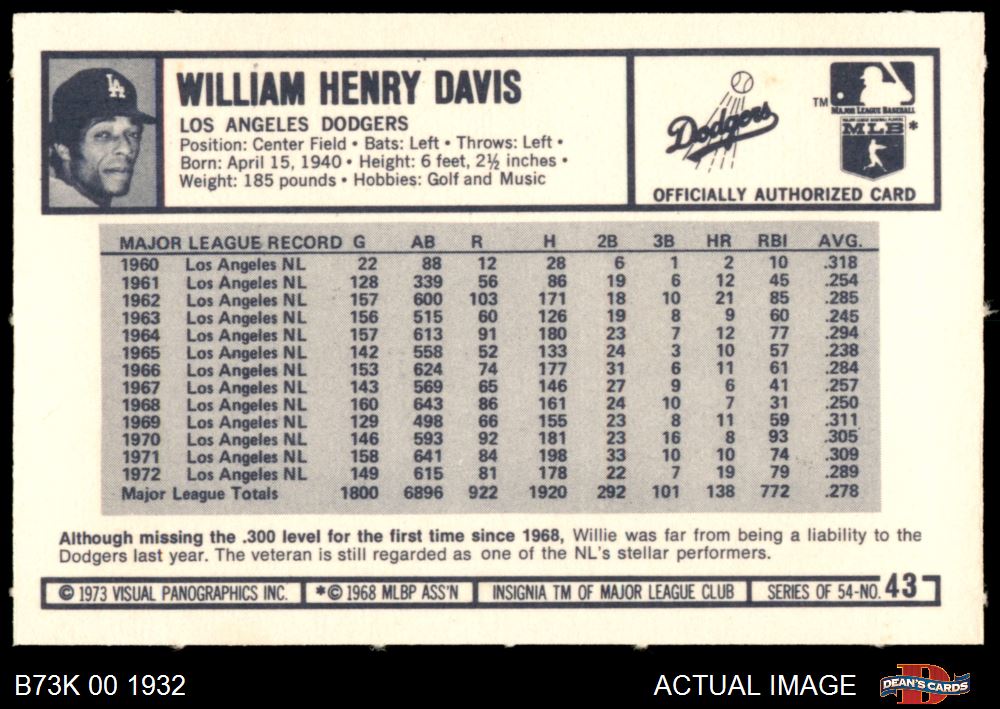 LA
WILLIAM HENRY DAVIS
LOS ANGELES DODGERS
Position: Center Field • Bats: Left • Throws: Left •
Born: April 15, 1940 • Height: 6 feet, 2½ inches •
Weight: 185 pounds • Hobbies: Golf and Music
Dodgers
TM
MAJOR LEAGUE BASEBALL
MAJOR LEAGUE BASEBALL PLAYERS
MLB *
OFFICIALLY AUTHORIZED CARD
MAJOR LEAGUE RECORD G AB R H 2B 3B HR RBI AVG.
1960 Los Angeles NL 22 88 12 28 6 1 2 10 .318
1961 Los Angeles NL 128 339 56 86 19 6 12 45 .254
1962 Los Angeles NL 157 600 103 171 18 10 21 85 .285
1963 Los Angeles NL 156 515 60 126 19 8 9 60 .245
1964 Los Angeles NL 157 613 91 180 23 7 12 77 .294
1965 Los Angeles NL 142 558 52 133 24 3 10 57 .238
1966 Los Angeles NL 153 624 74 177 31 6 11 61 .284
1967 Los Angeles NL 143 569 65 146 27 9 6 41 .257
1968 Los Angeles NL 160 643 86 161 24 10 7 31 .250
1969 Los Angeles NL 129 498 66 155 23 8 11 59 .311
1970 Los Angeles NL 146 593 92 181 23 16 8 93 .305
1971 Los Angeles NL 158 641 84 198 33 10 10 74 .309
1972 Los Angeles NL 149 615 81 178 22 7 19 79 .289
Major League Totals 1800 6896 922 1920 292 101 138 772 .278
Although missing the .300 level for the first time since 1968, Willie was far from being a liability to the
Dodgers last year. The veteran is still regarded as one of the NL's stellar performers.
© 1973 VISUAL PANOGRAPHICS INC. *© 1968 MLBP ASS'N INSIGNIA TM OF MAJOR LEAGUE CLUB SERIES OF 54-NO. 43
B73K 00 1932
ACTUAL IMAGE
DEAN'S CARDS